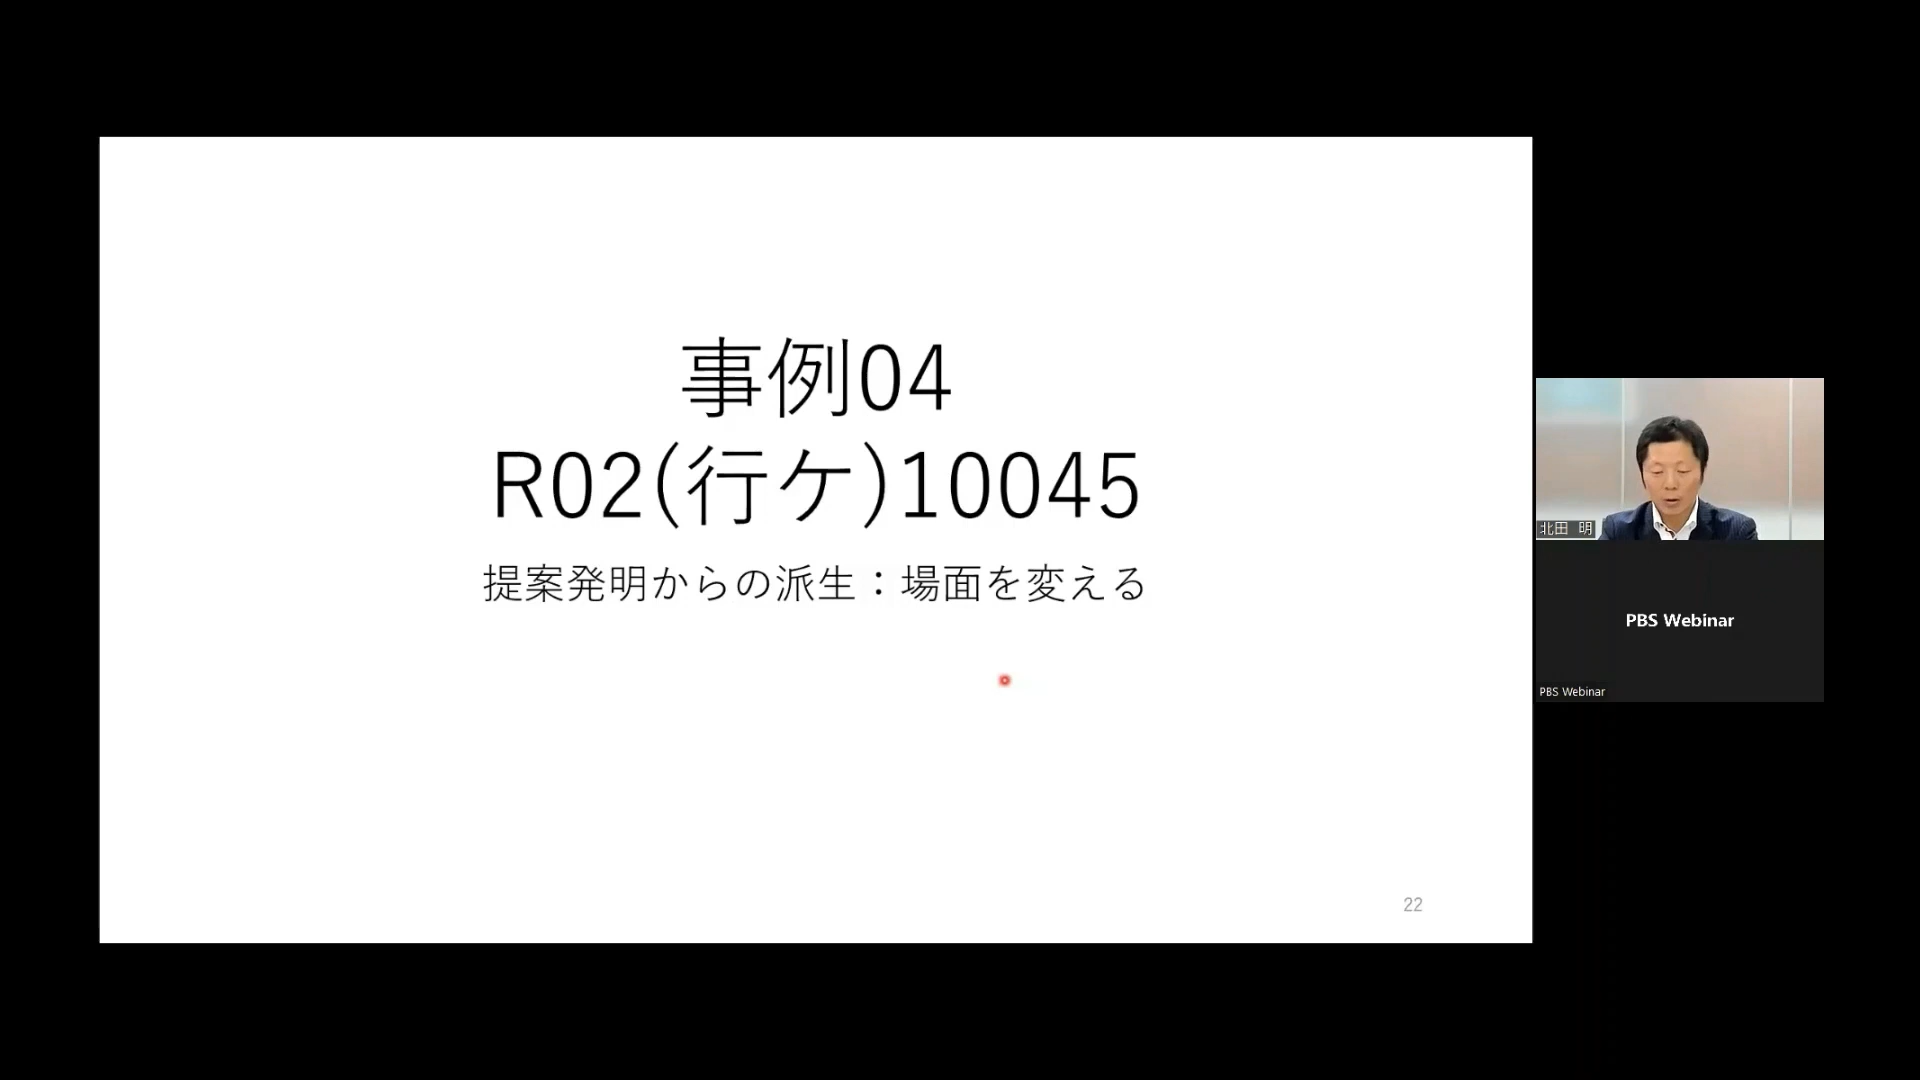 事例04
R02(行ケ)10045
提案発明からの派生：場面を変える
22
北田 明
PBS Webinar
PBS Webinar